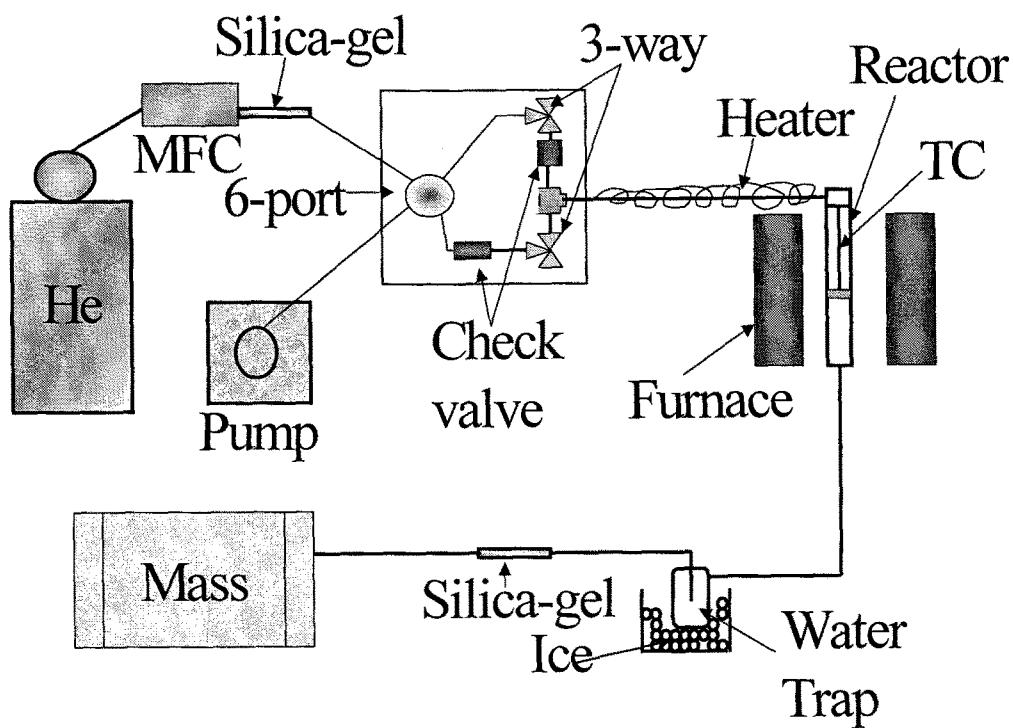 Silica-gel
3-way
Reactor
MFC
Heater
TC
6-port
He
Check
valve
Furnace
Pump
Mass
Silica-gel
Ice
Water
Trap